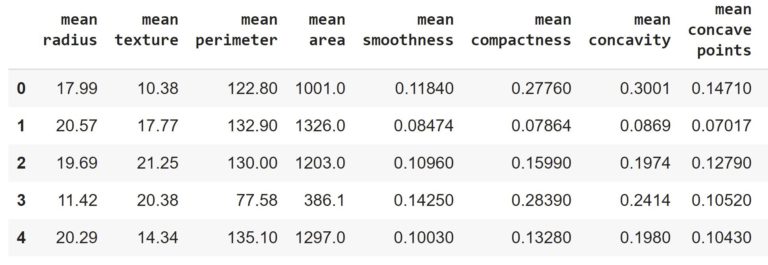 mean radius mean texture mean perimeter mean area mean smoothness mean compactness mean concavity mean concave points
0 17.99 10.38 122.80 1001.0 0.11840 0.27760 0.3001 0.14710
1 20.57 17.77 132.90 1326.0 0.08474 0.07864 0.0869 0.07017
2 19.69 21.25 130.00 1203.0 0.10960 0.15990 0.1974 0.12790
3 11.42 20.38 77.58 386.1 0.14250 0.28390 0.2414 0.10520
4 20.29 14.34 135.10 1297.0 0.10030 0.13280 0.1980 0.10430